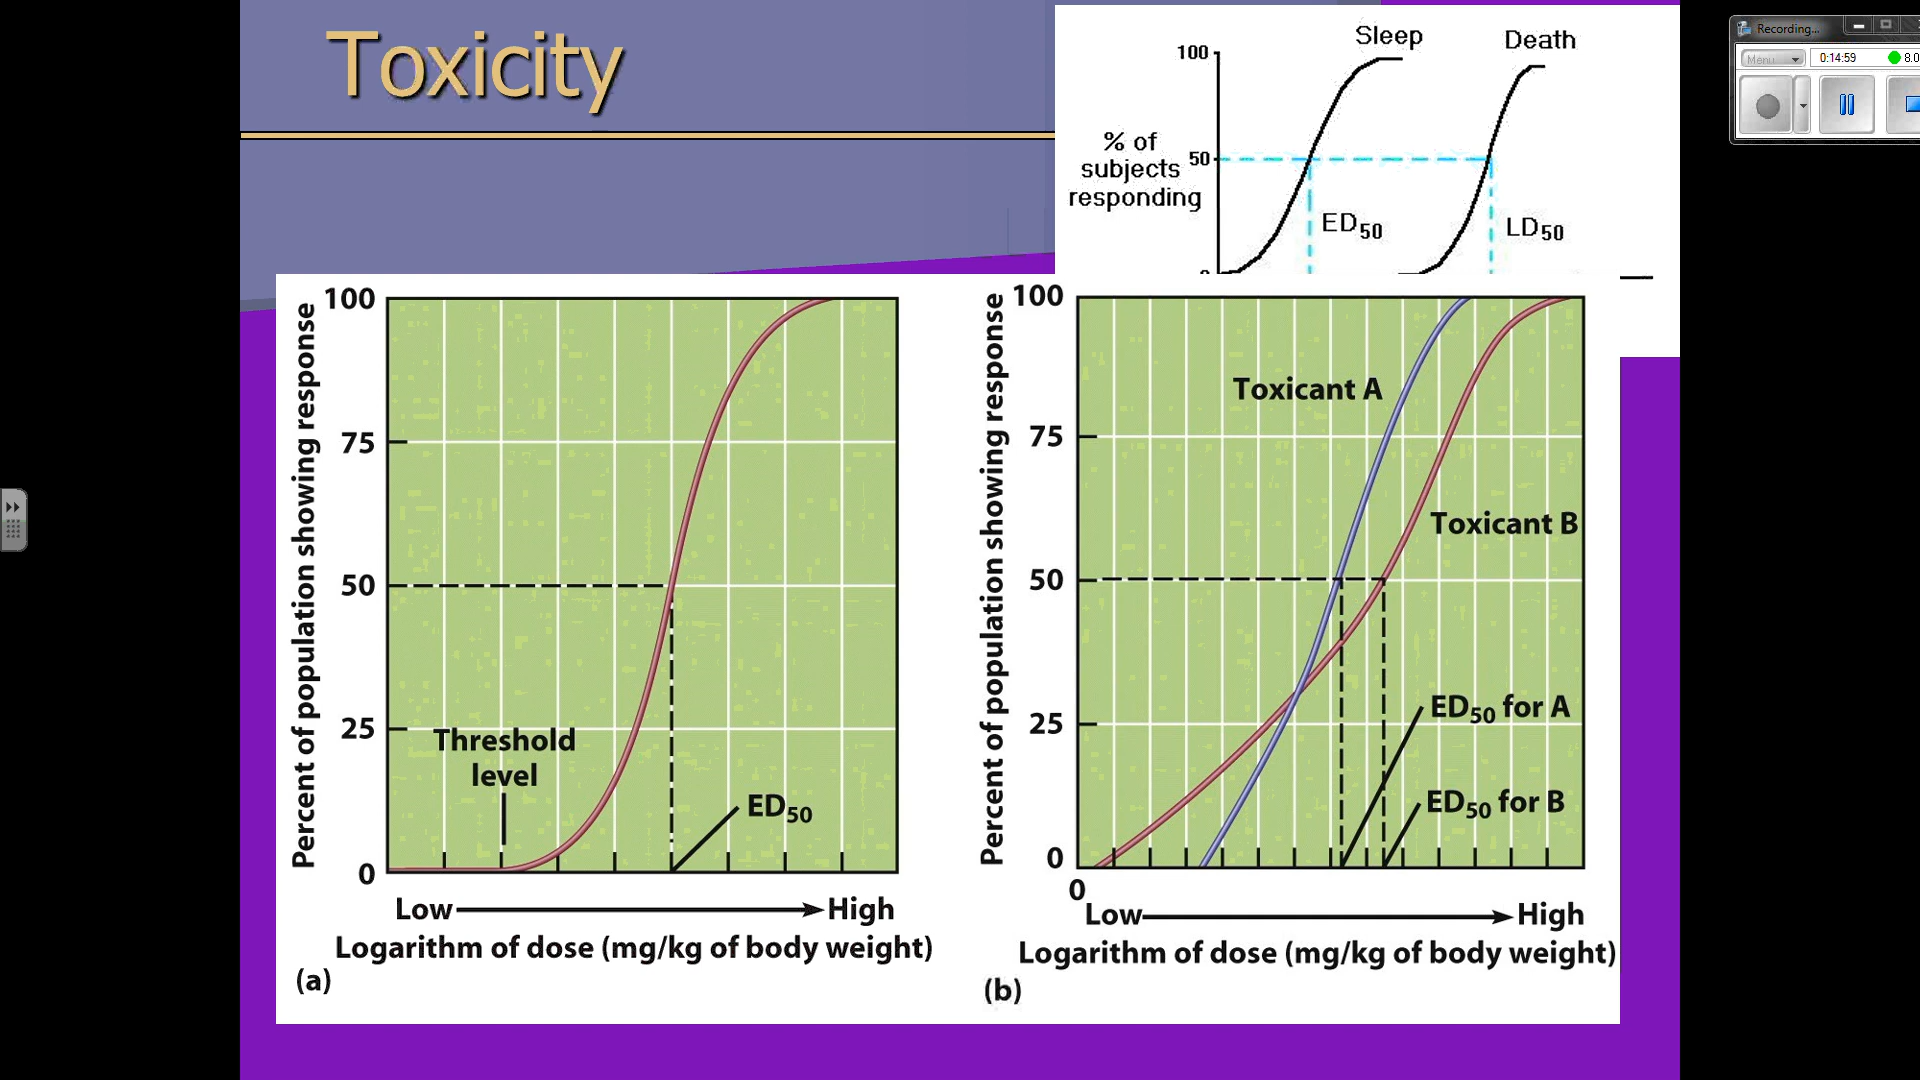 Toxicity
Sleep
Death
100
% of
subjects
responding
50
ED50
LD50
Recording...
Menu
0:14:59
8.0
100
75
50
25
0
Percent of population showing response
Threshold
level
ED50
Low
High
Logarithm of dose (mg/kg of body weight)
(a)
100
75
50
25
0
0
Percent of population showing response
Toxicant A
Toxicant B
ED50 for A
ED50 for B
Low
High
Logarithm of dose (mg/kg of body weight)
(b)